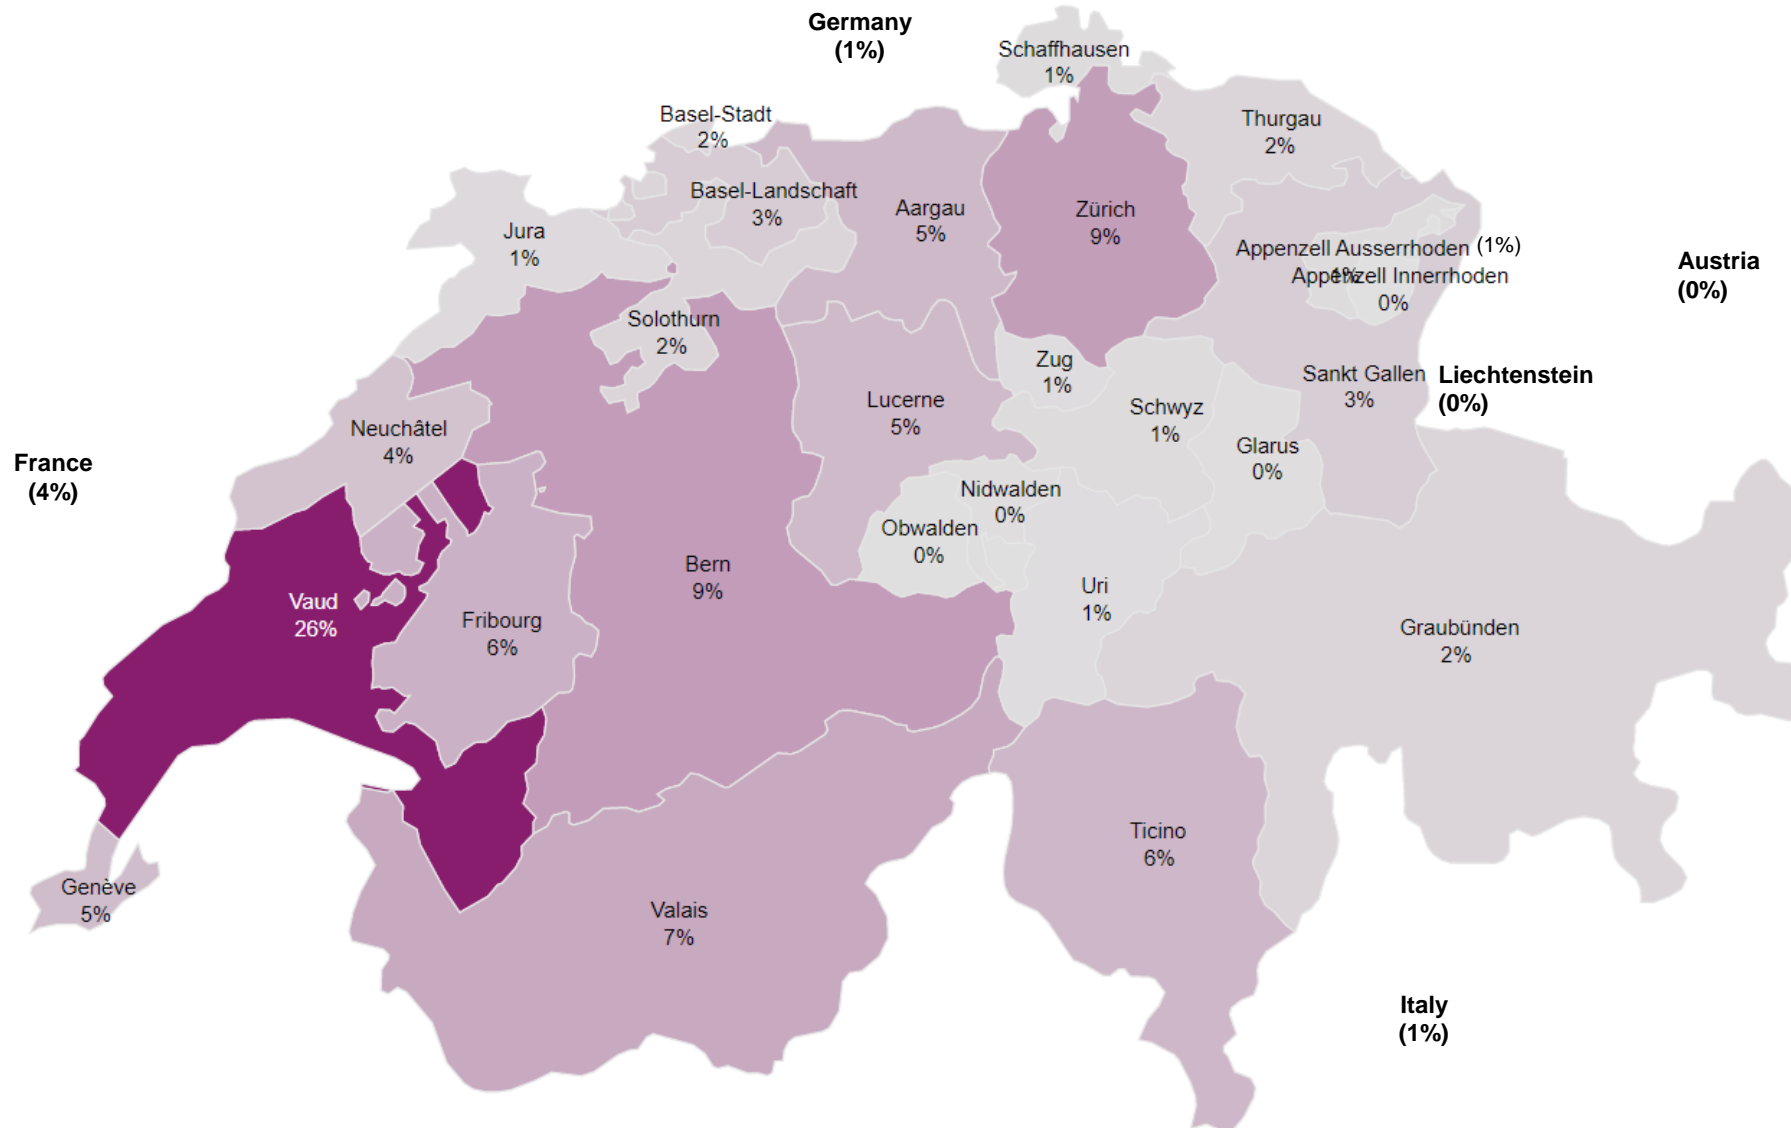 Germany
(1%)
Schaffhausen
1%
Basel-Stadt
2%
Thurgau
2%
Basel-Landschaft
3%
Aargau
5%
Zürich
9%
Jura
1%
Appenzell Ausserrhoden (1%)
1%
Appenzell Innerrhoden
0%
Austria
(0%)
Solothurn
2%
Zug
1%
Sankt Gallen
3%
Liechtenstein
(0%)
Lucerne
5%
Schwyz
1%
Neuchâtel
4%
Glarus
0%
France
(4%)
Nidwalden
0%
Obwalden
0%
Bern
9%
Uri
1%
Vaud
26%
Fribourg
6%
Graubünden
2%
Ticino
6%
Genève
5%
Valais
7%
Italy
(1%)